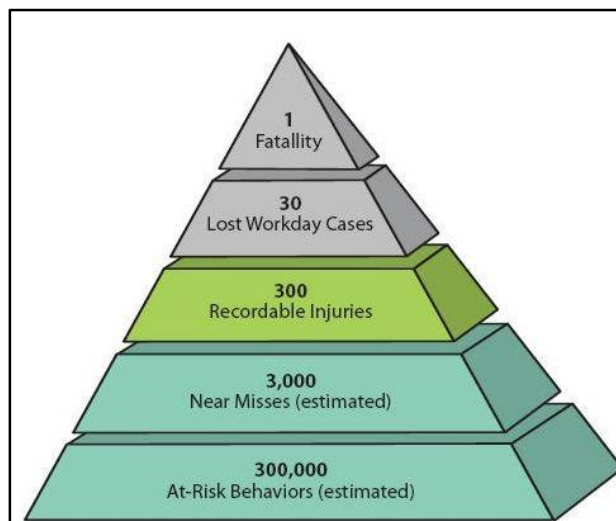 1
Fatallity
30
Lost Workday Cases
300
Recordable Injuries
3,000
Near Misses (estimated)
300,000
At-Risk Behaviors (estimated)